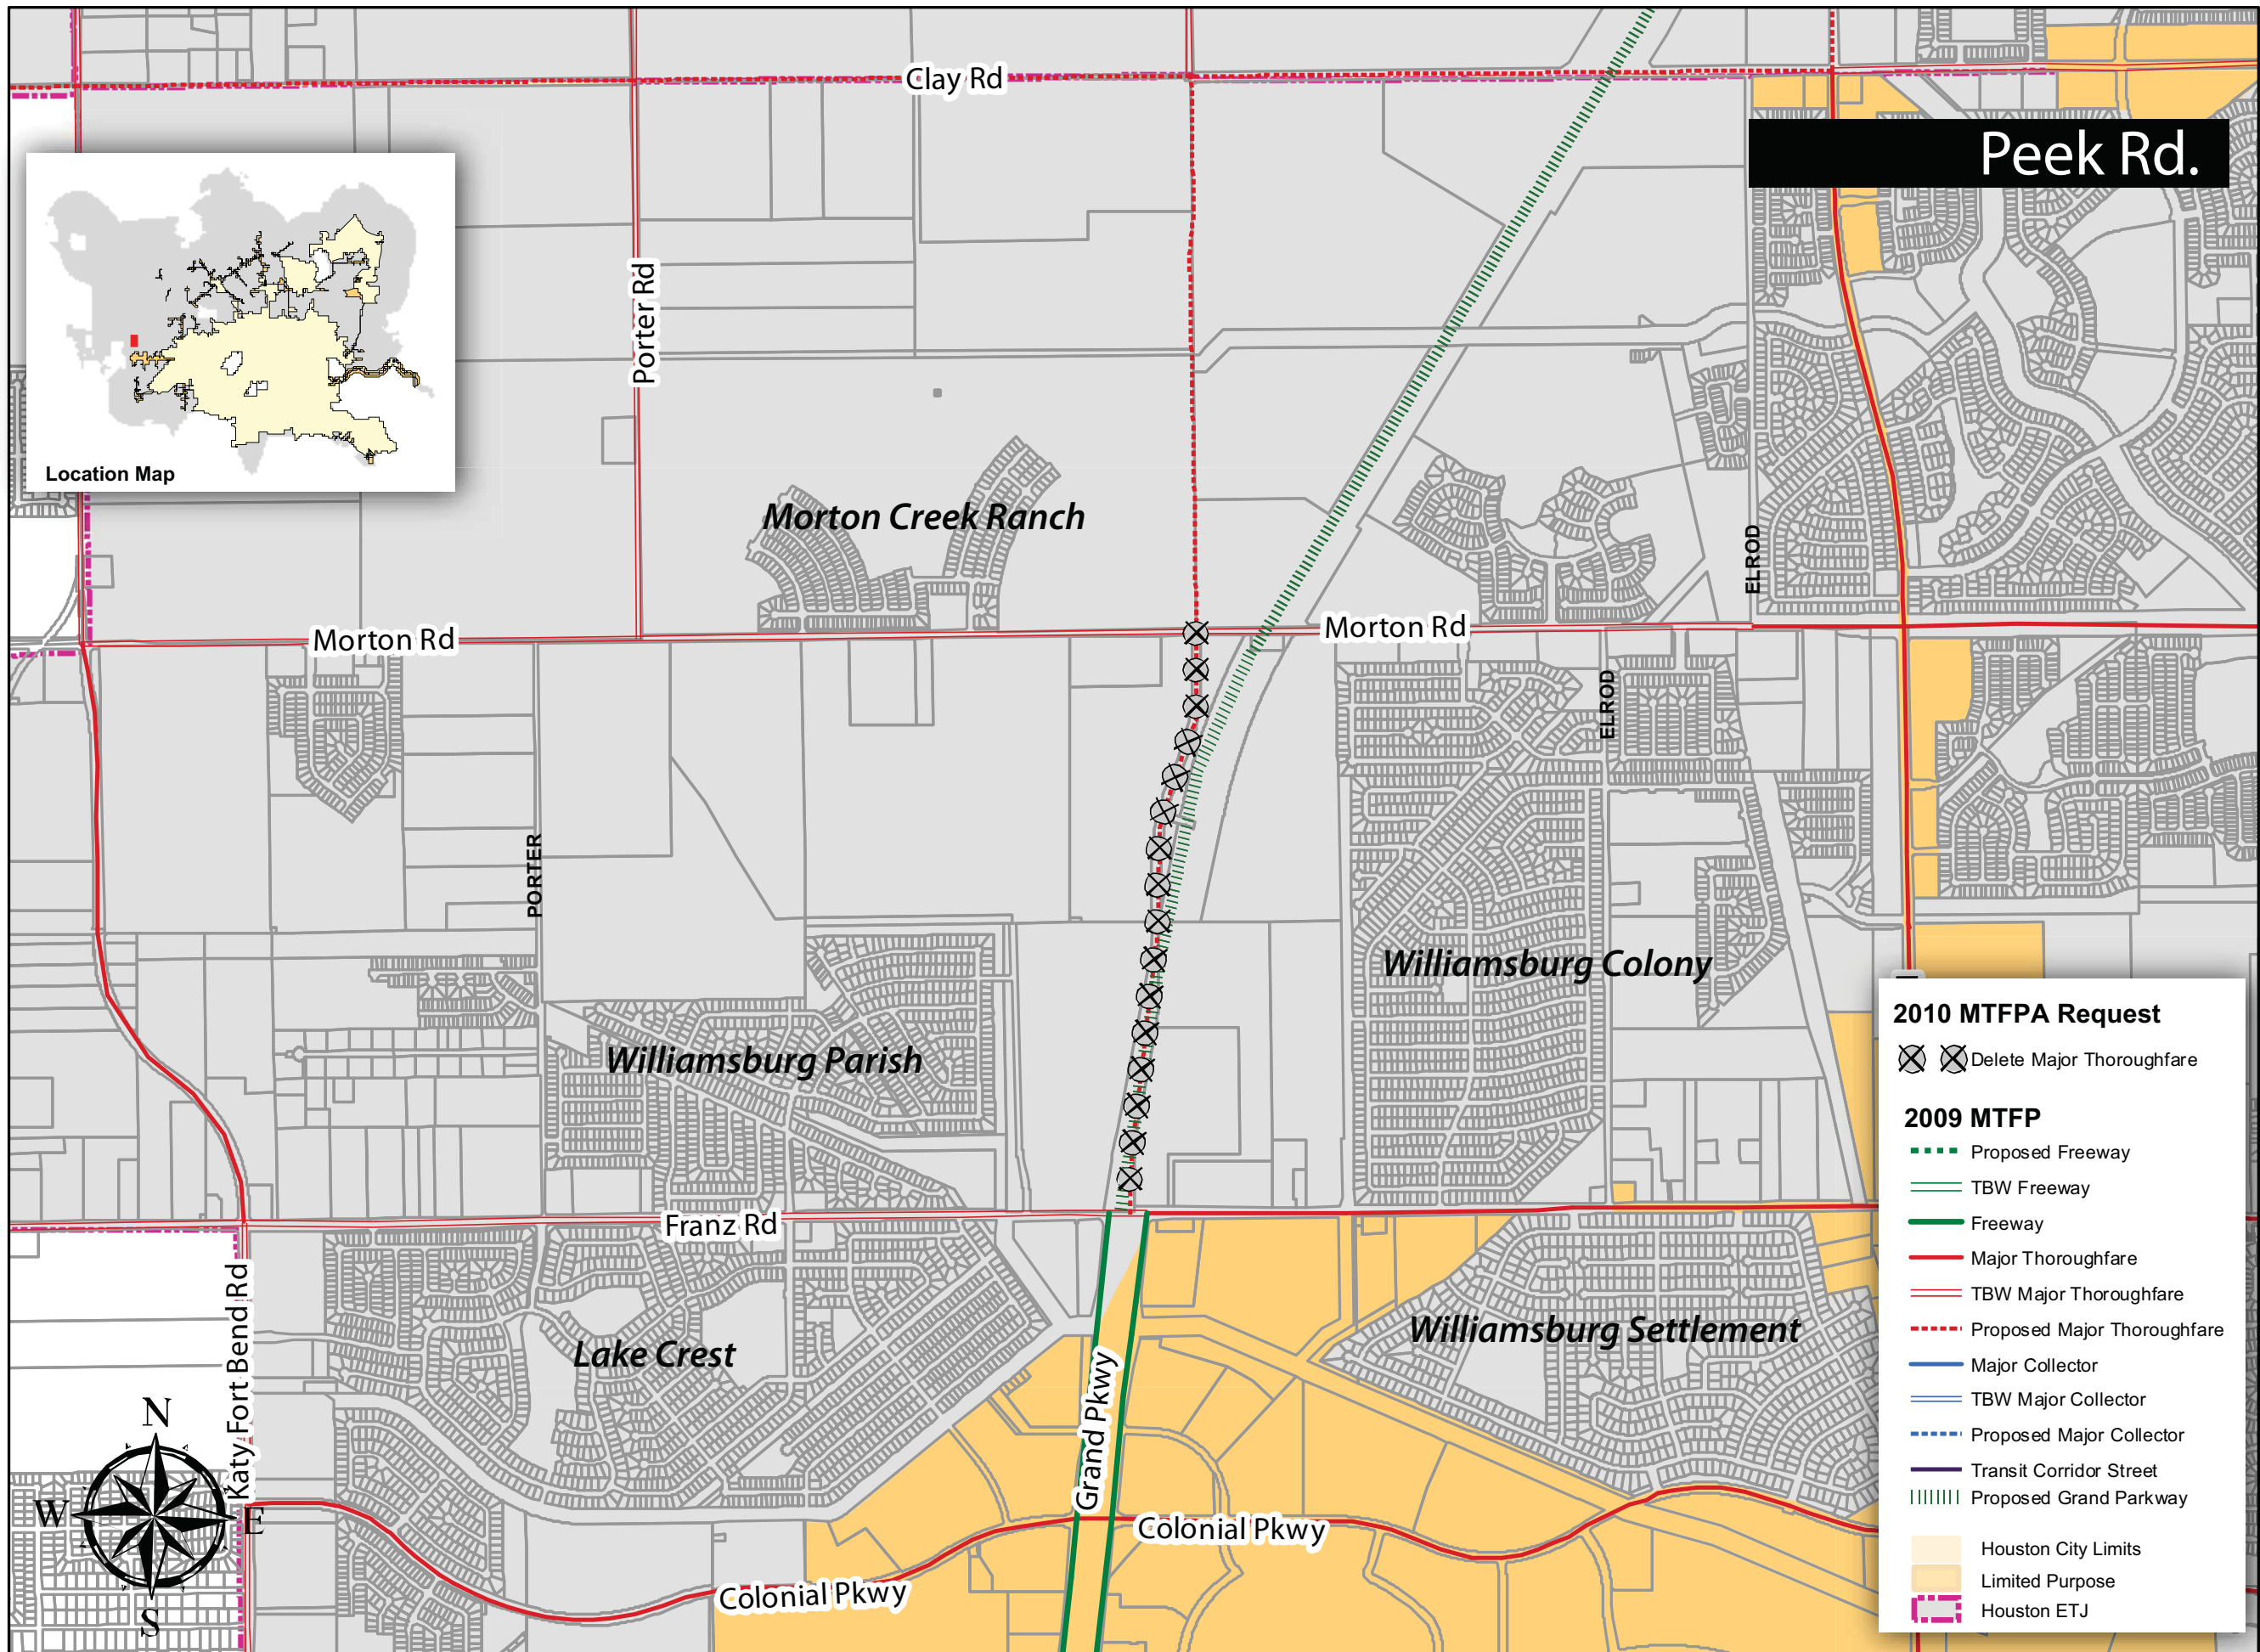 Clay Rd
Peek Rd.
Porter Rd
Location Map
Morton Creek Ranch
ELROD
Morton Rd
Morton Rd
ELROD
PORTER
Williamsburg Colony
Williamsburg Parish
Franz Rd
Katy Fort Bend Rd
Lake Crest
Williamsburg Settlement
Grand Pkwy
Colonial Pkwy
Colonial Pkwy
N
W
E
S
2010 MTFPA Request
Delete Major Thoroughfare
2009 MTFP
Proposed Freeway
TBW Freeway
Freeway
Major Thoroughfare
TBW Major Thoroughfare
Proposed Major Thoroughfare
Major Collector
TBW Major Collector
Proposed Major Collector
Transit Corridor Street
Proposed Grand Parkway
Houston City Limits
Limited Purpose
Houston ETJ